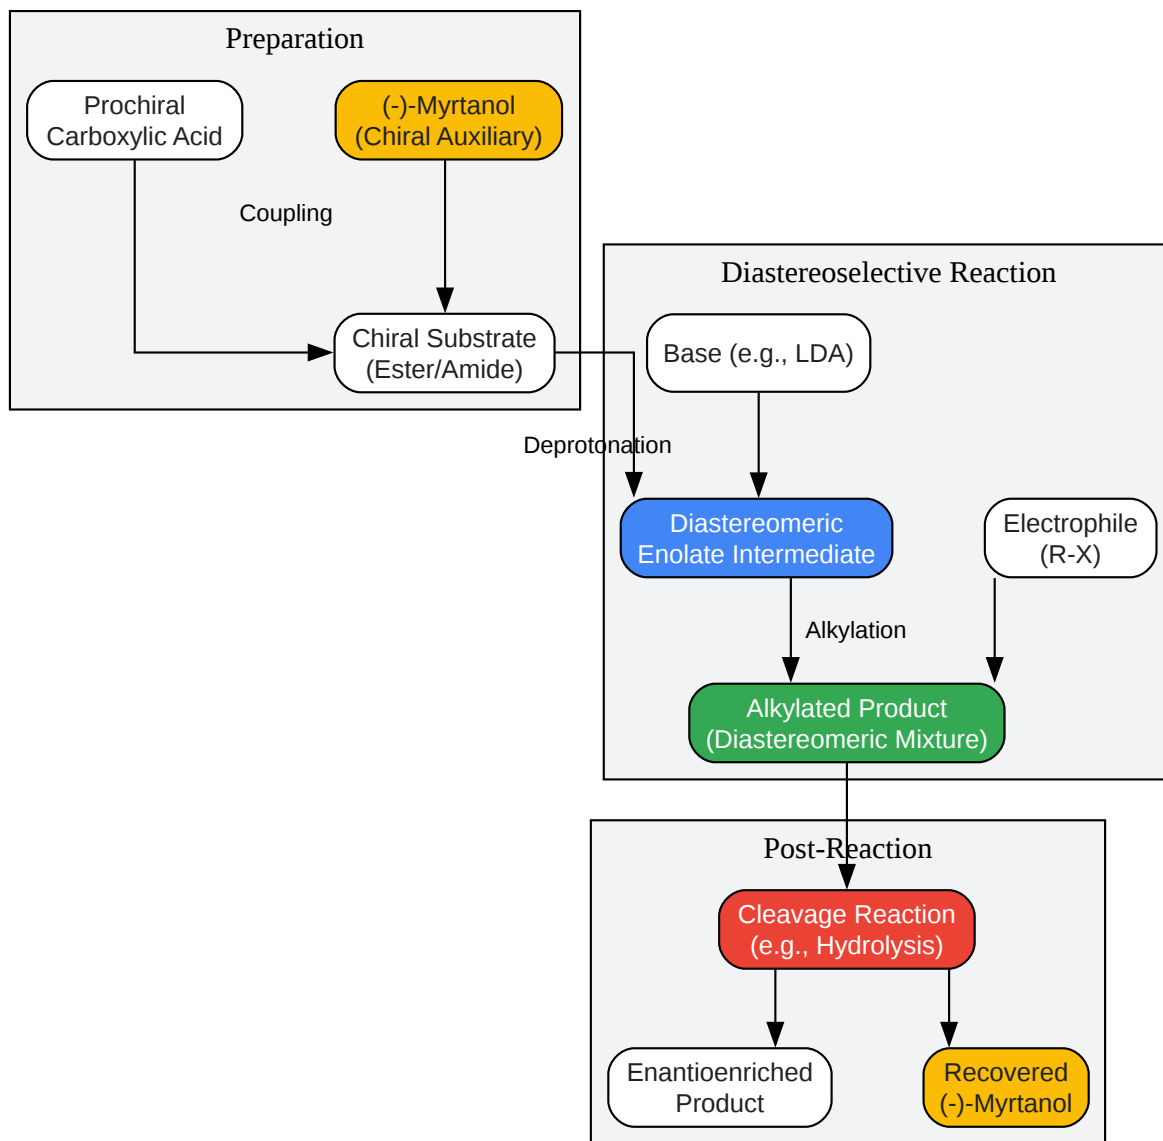 Preparation
Prochiral
Carboxylic Acid
(-)-Myrtanol
(Chiral Auxiliary)
Coupling
Chiral Substrate
(Ester/Amide)
Diastereoselective Reaction
Base (e.g., LDA)
Deprotonation
Diastereomeric
Enolate Intermediate
Electrophile
(R-X)
Alkylation
Alkylated Product
(Diastereomeric Mixture)
Post-Reaction
Cleavage Reaction
(e.g., Hydrolysis)
Enantioenriched
Product
Recovered
(-)-Myrtanol